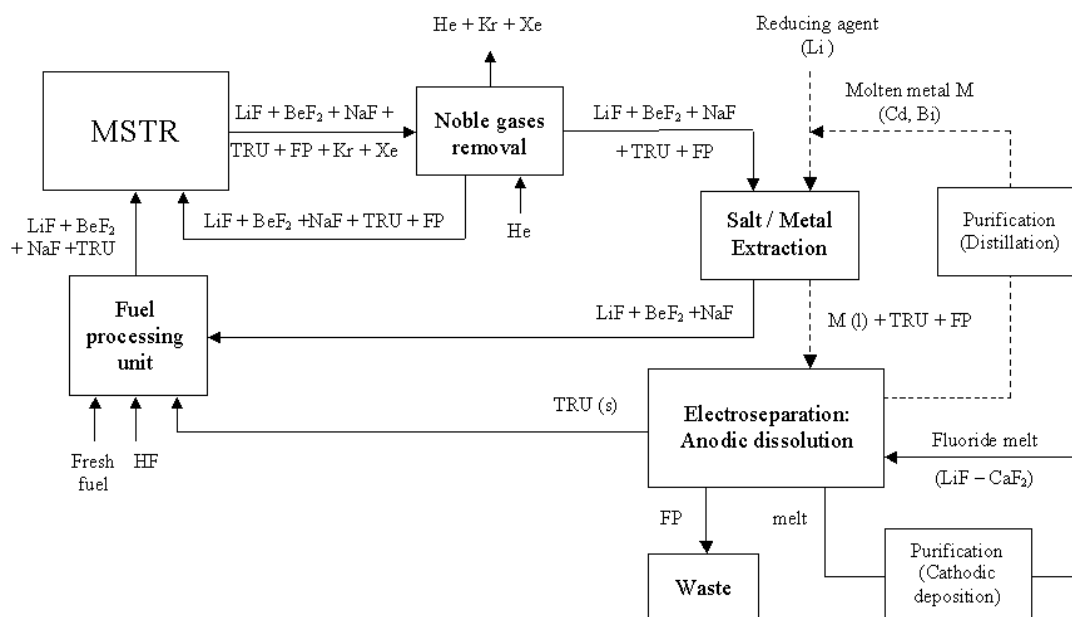 He + Kr + Xe
Reducing agent
(Li )
Molten metal M
(Cd, Bi)
MSTR
LiF + BeF₂ + NaF +
TRU + FP + Kr + Xe
Noble gases
removal
LiF + BeF₂ + NaF
+ TRU + FP
LiF + BeF₂ +NaF + TRU + FP
He
LiF + BeF₂
+ NaF +TRU
Salt / Metal
Extraction
Purification
(Distillation)
Fuel
processing
unit
LiF + BeF₂ +NaF
M (l) + TRU + FP
TRU (s)
Electroseparation:
Anodic dissolution
Fluoride melt
(LiF – CaF₂)
Fresh
fuel
HF
FP
melt
Waste
Purification
(Cathodic
deposition)